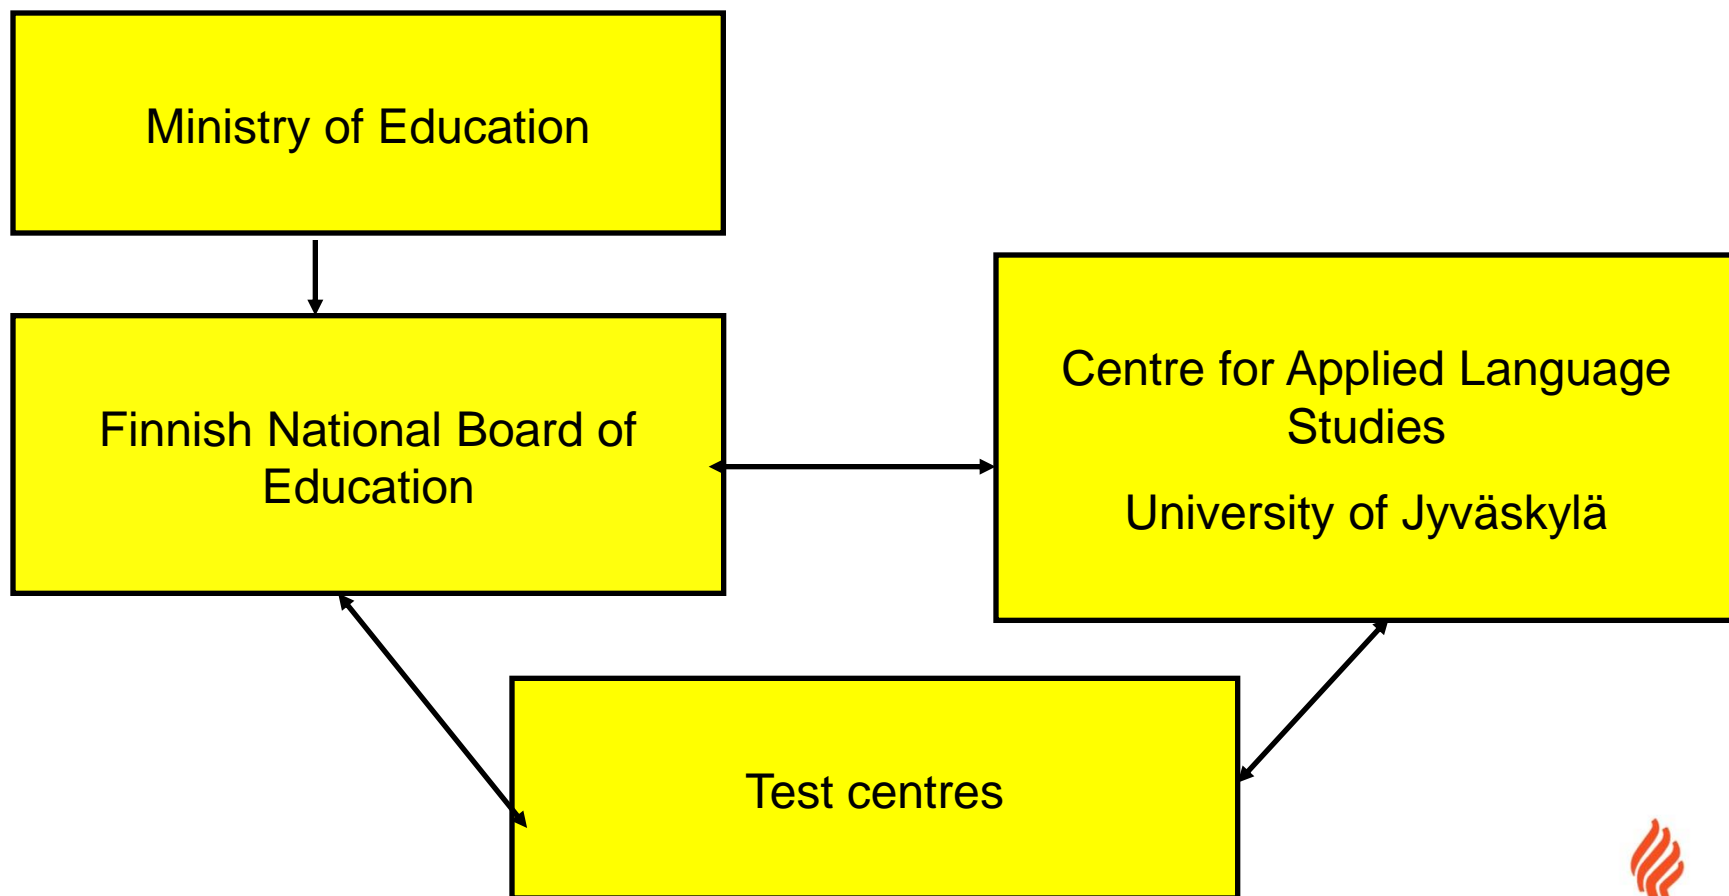 Ministry of Education
Finnish National Board of
Education
Centre for Applied Language
Studies
University of Jyväskylä
Test centres